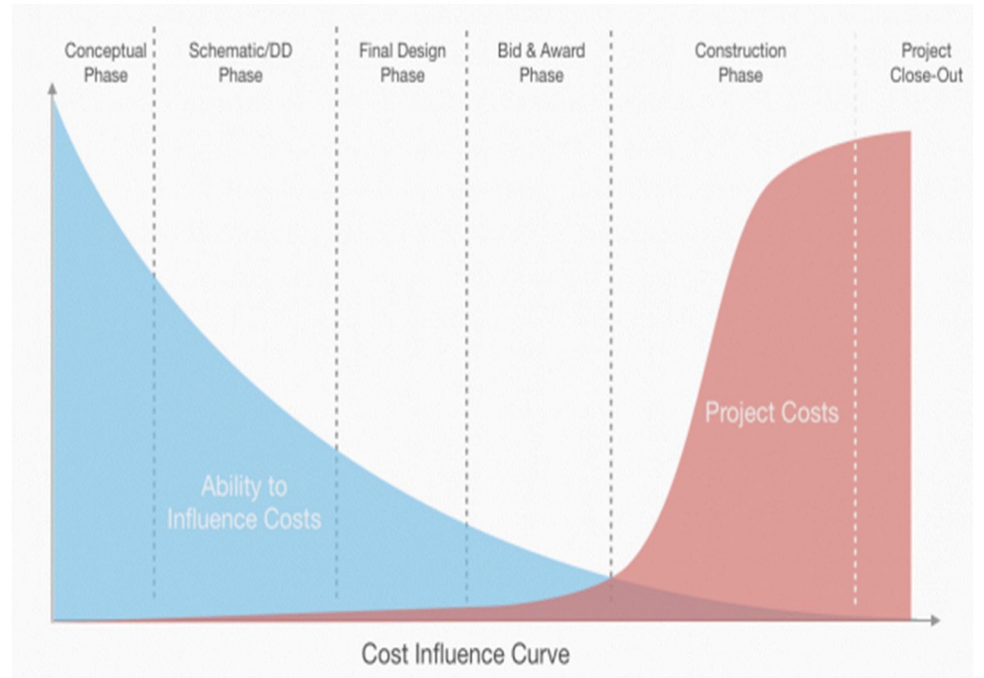 Conceptual
Phase
Schematic/DD
Phase
Final Design
Phase
Bid & Award
Phase
Construction
Phase
Project
Close-Out
Project Costs
Ability to
Influence Costs
Cost Influence Curve